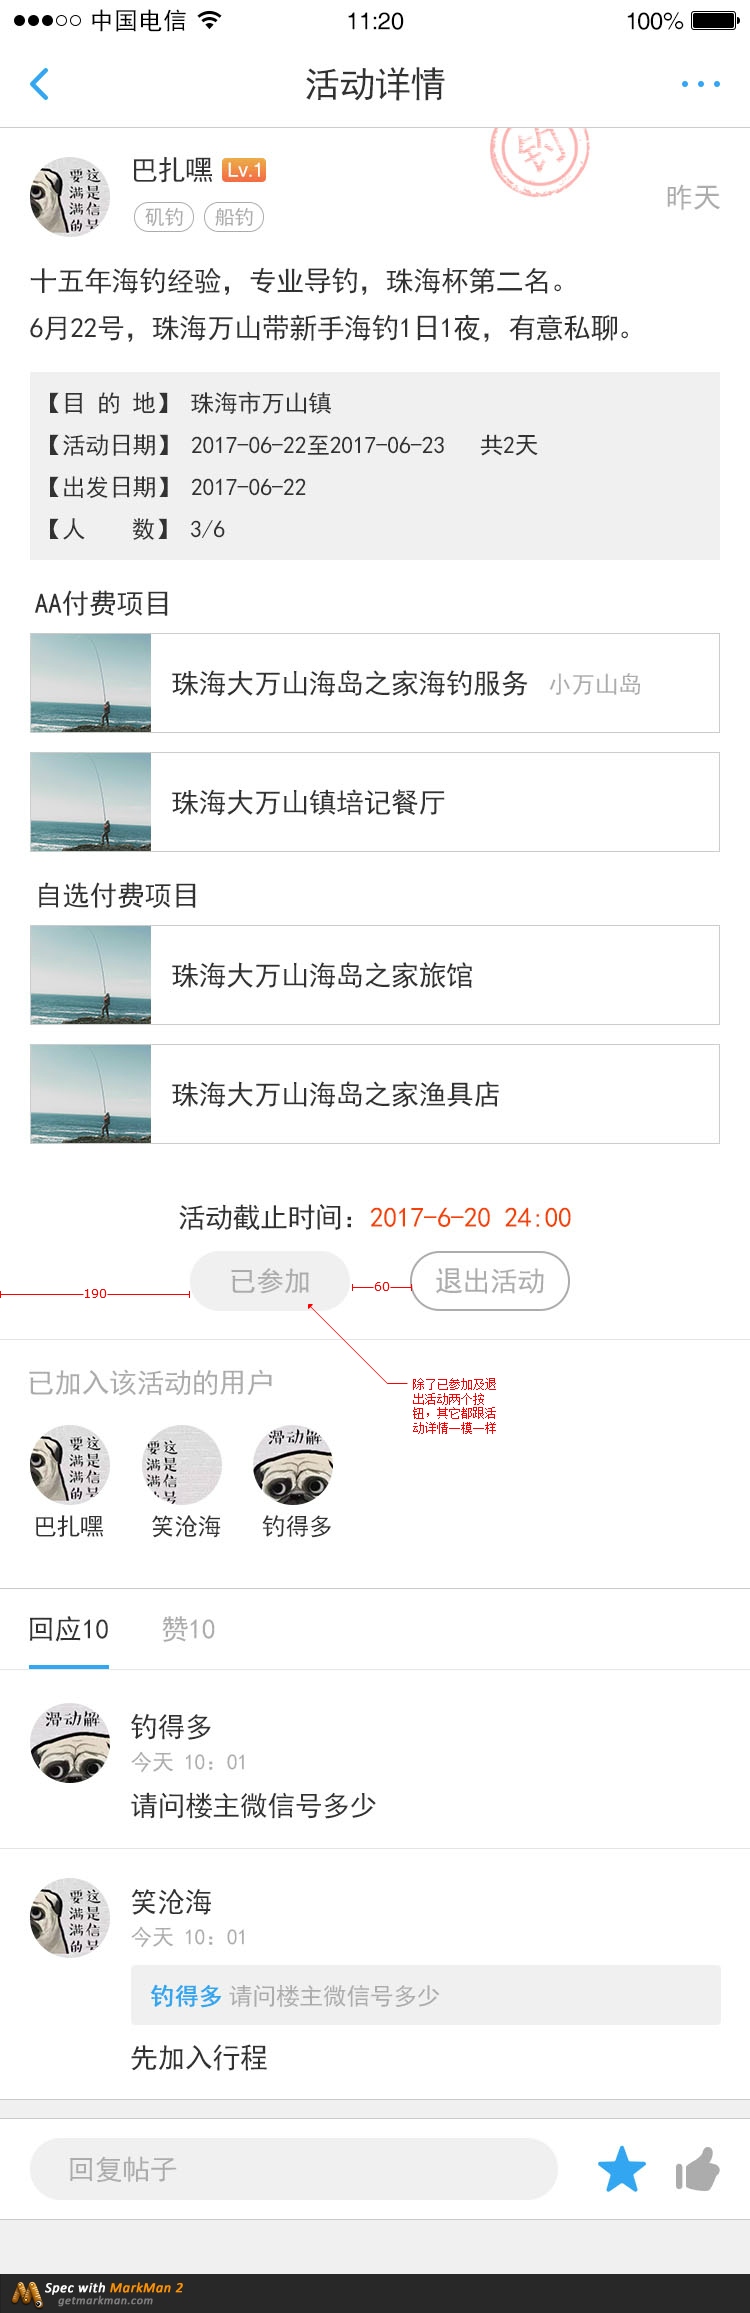 中国电信 11:20 100%
活动详情
钓
巴扎嘿 Lv.1
矶钓 船钓
昨天
十五年海钓经验，专业导钓，珠海杯第二名。
6月22号，珠海万山带新手海钓1日1夜，有意私聊。
【目 的 地】 珠海市万山镇
【活动日期】 2017-06-22至2017-06-23 共2天
【出发日期】 2017-06-22
【人 数】 3/6
AA付费项目
珠海大万山海岛之家海钓服务 小万山岛
珠海大万山镇培记餐厅
自选付费项目
珠海大万山海岛之家旅馆
珠海大万山海岛之家渔具店
活动截止时间：2017-6-20 24:00
190 已参加 60 退出活动
除了已参加及退
出活动两个按
钮，其它都跟活
动详情一模一样
已加入该活动的用户
巴扎嘿 笑沧海 钓得多
回应10 赞10
钓得多
今天 10：01
请问楼主微信号多少
笑沧海
今天 10：01
钓得多 请问楼主微信号多少
先加入行程
回复帖子
Spec with MarkMan 2
getmarkman.com